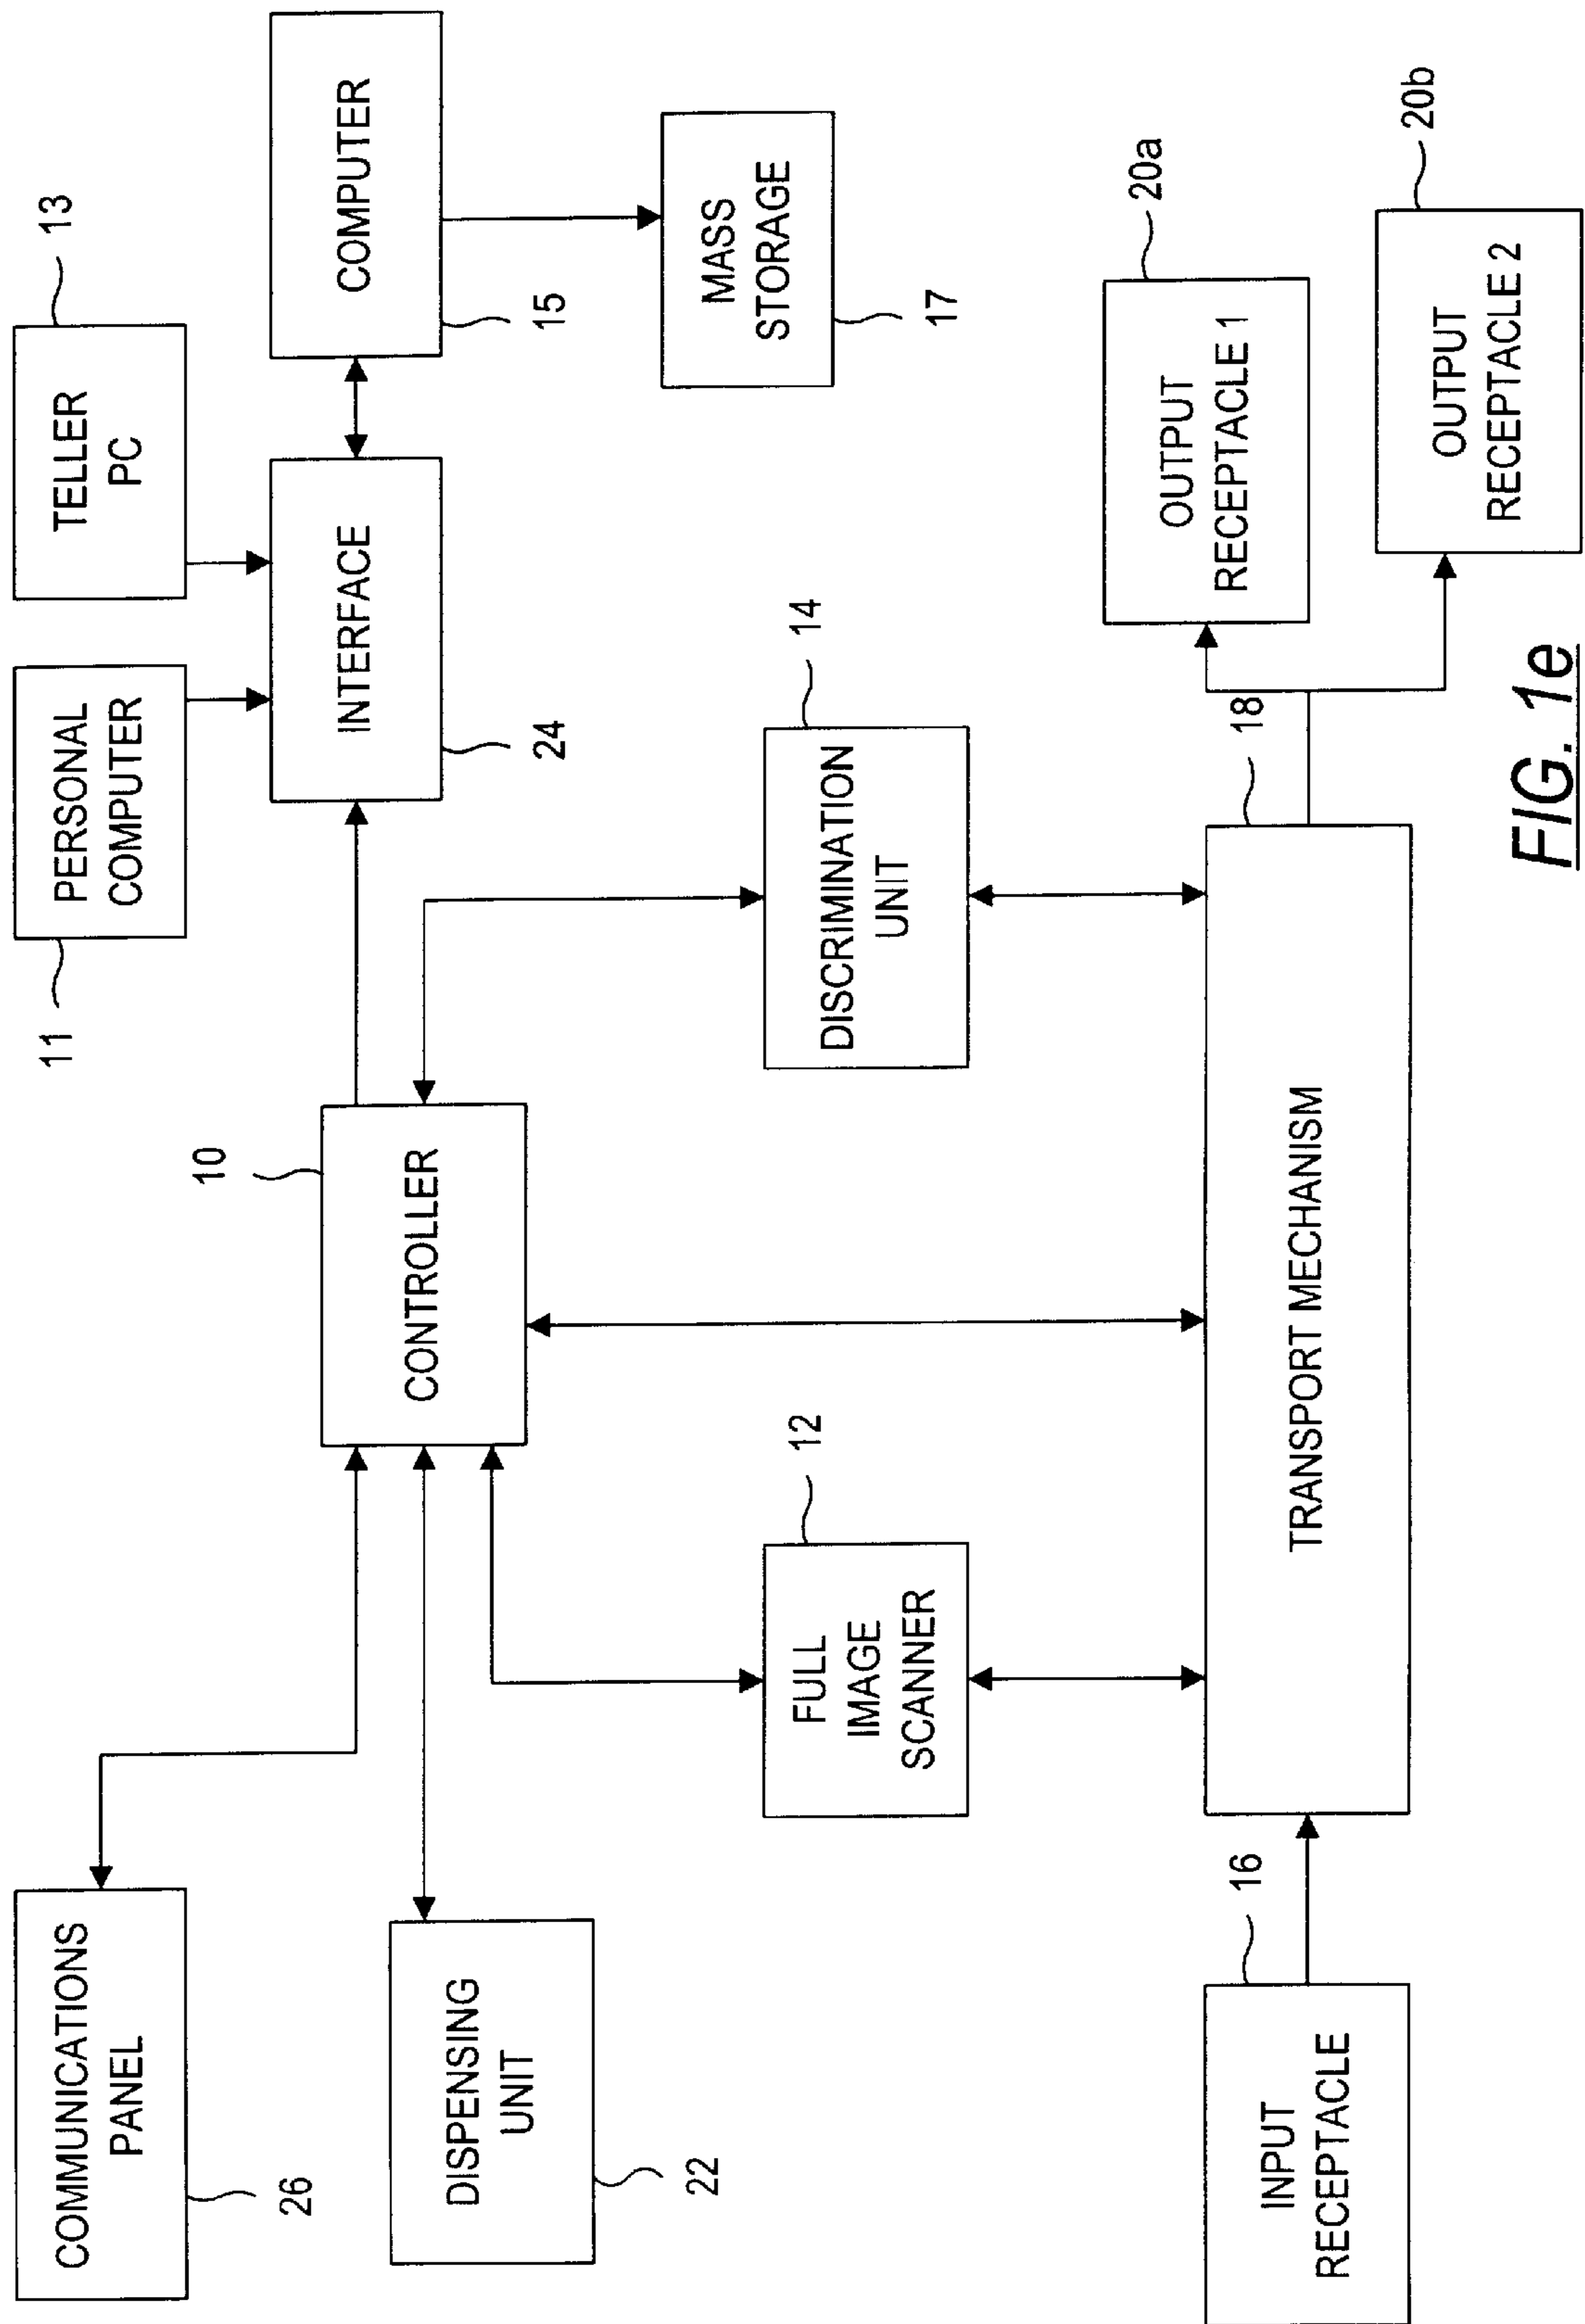 COMMUNICATIONS
PANEL
26
DISPENSING
UNIT
22
10
CONTROLLER
11
PERSONAL
COMPUTER
TELLER
PC
13
INTERFACE
24
COMPUTER
15
MASS
STORAGE
17
FULL
IMAGE
SCANNER
12
DISCRIMINATION
UNIT
14
INPUT
RECEPTACLE
16
TRANSPORT MECHANISM
18
OUTPUT
RECEPTACLE 1
20a
OUTPUT
RECEPTACLE 2
20b
FIG. 1e